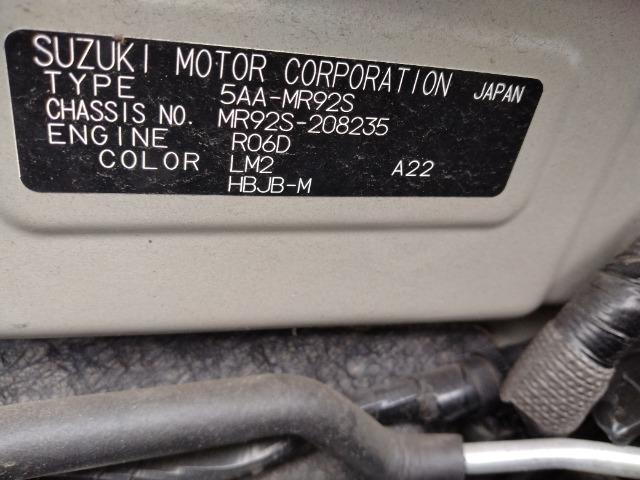 SUZUKI MOTOR CORPORATION JAPAN
TYPE 5AA-MR92S
CHASSIS NO. MR92S-208235
ENGINE R06D
COLOR LM2 A22
HBJB-M